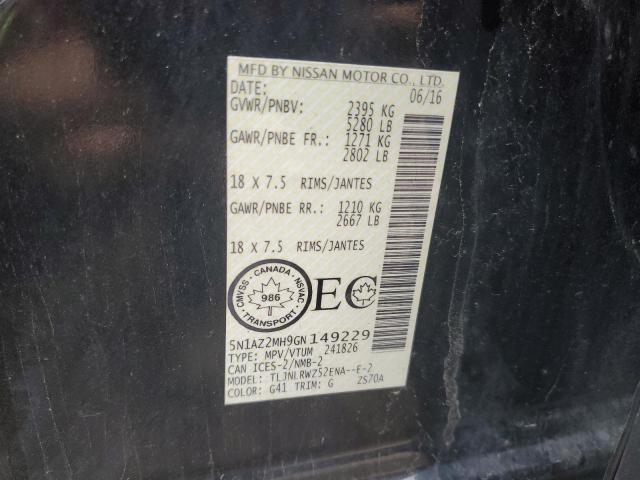 MFD BY NISSAN MOTOR CO., LTD.
DATE: 06/16
GVWR/PNBV: 2395 KG
5280 LB
GAWR/PNBE FR.: 1271 KG
2802 LB
18 X 7.5 RIMS/JANTES
GAWR/PNBE RR.: 1210 KG
2667 LB
18 X 7.5 RIMS/JANTES
CANADA
CMVSS NSVAC
986
TRANSPORT
EC
5N1AZ2MH9GN149229
TYPE: MPV/VTUM 241826
CAN ICES-2/NMB-2
MODEL: TLJNLRWZ52ENA--E-2
COLOR: G41 TRIM: G ZS70A